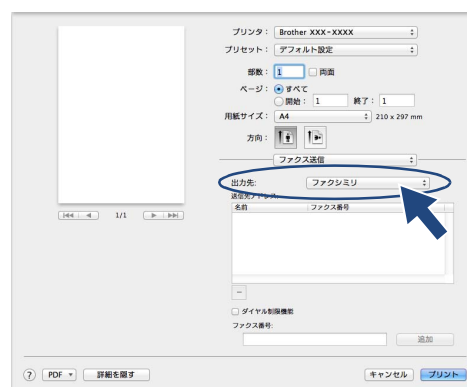 プリンタ： Brother XXX-XXXX
プリセット： デフォルト設定
部数： 1 両面
ページ： すべて
開始： 1 終了： 1
用紙サイズ： A4 210 x 297 mm
方向：
ファクス送信
出力先: ファクシミリ
送信先アドレス:
名前 ファクス番号
1/1
ダイヤル制限機能
ファクス番号:
追加
? PDF 詳細を隠す キャンセル プリント